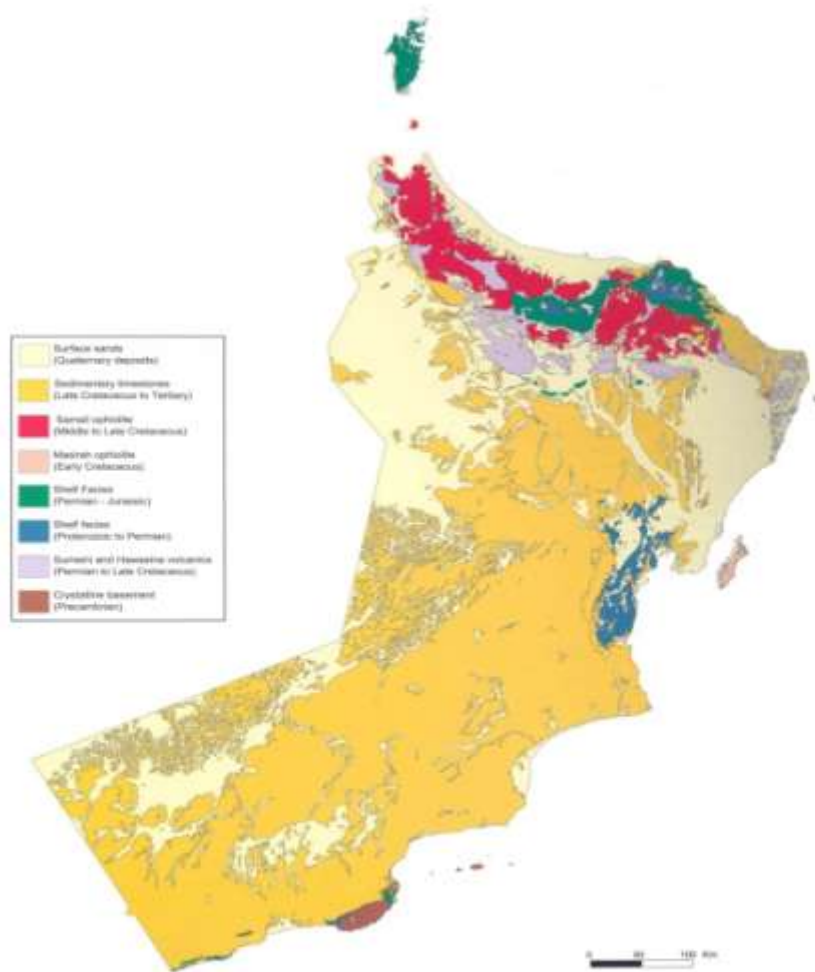 Surface sands
(Quaternary deposits)
Sedimentary limestones
(Late Cretaceous to Tertiary)
Samail ophiolite
(Middle to Late Cretaceous)
Masirah ophiolite
(Early Cretaceous)
Shelf Facies
(Permian - Jurassic)
Shelf facies
(Proterozoic to Permian)
Sumeini and Hawasina volcanics
(Permian to Late Cretaceous)
Crystalline basement
(Precambrian)
0
100 Km